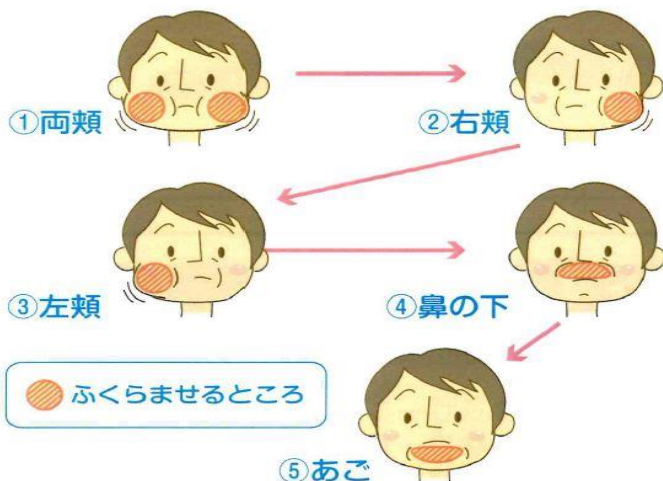 ①両頬
②右頬
③左頬
④鼻の下
ふくらませるところ
⑤あご